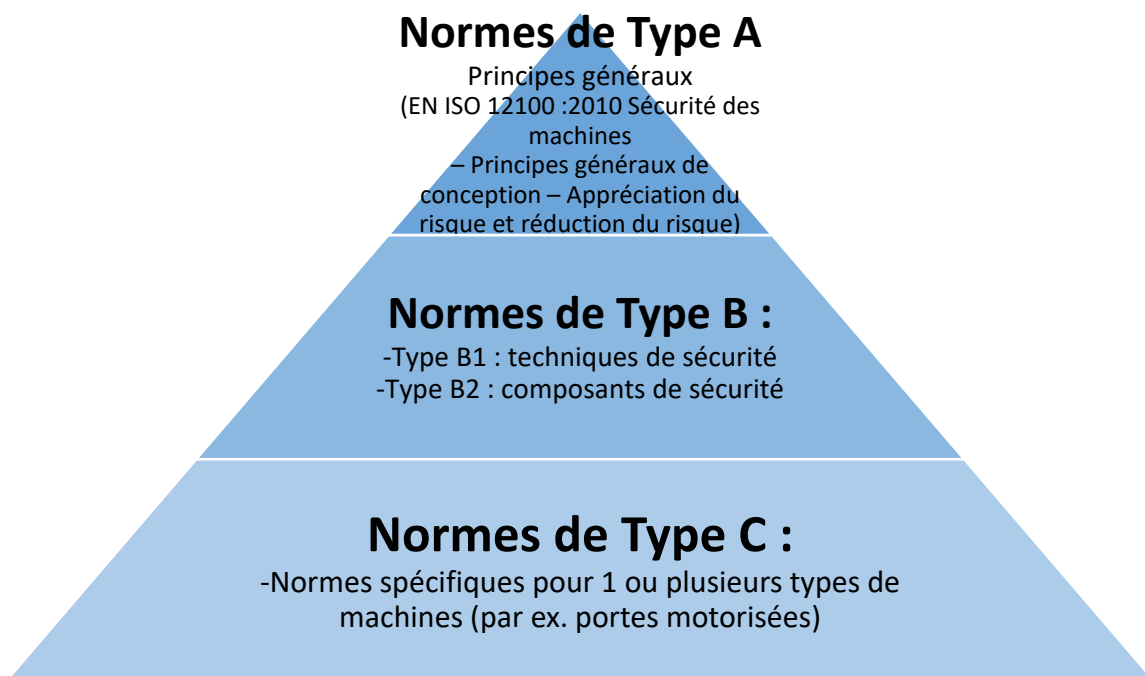 Normes de Type A
Principes généraux
(EN ISO 12100 :2010 Sécurité des
machines
– Principes généraux de
conception – Appréciation du
risque et réduction du risque)
Normes de Type B :
-Type B1 : techniques de sécurité
-Type B2 : composants de sécurité
Normes de Type C :
-Normes spécifiques pour 1 ou plusieurs types de
machines (par ex. portes motorisées)